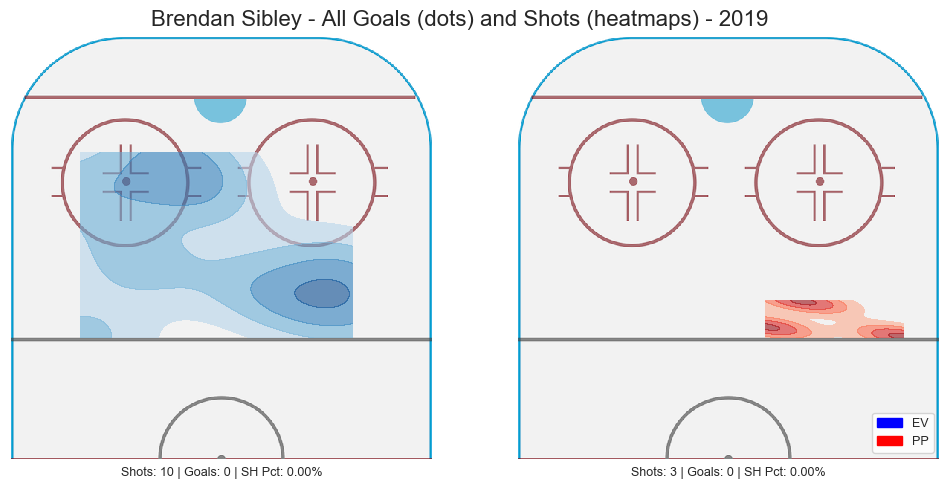 Brendan Sibley - All Goals (dots) and Shots (heatmaps) - 2019
EV
PP
Shots: 10 | Goals: 0 | SH Pct: 0.00%
Shots: 3 | Goals: 0 | SH Pct: 0.00%